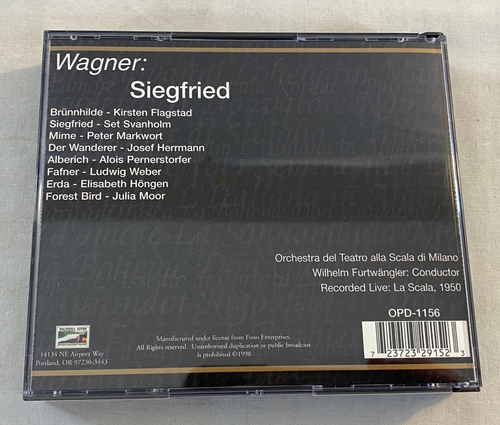 Wagner:
Siegfried
Brünnhilde - Kirsten Flagstad
Siegfried - Set Svanholm
Mime - Peter Markwort
Der Wanderer - Josef Herrmann
Alberich - Alois Pernerstorfer
Fafner - Ludwig Weber
Erda - Elisabeth Höngen
Forest Bird - Julia Moor
Orchestra del Teatro alla Scala di Milano
Wilhelm Furtwängler: Conductor
Recorded Live: La Scala, 1950
OPD-1156
7 23723 29152 3
14134 NE Airport Way
Portland, OR 97230-3443
Manufactured under license from Fono Enterprises.
All Rights reserved. Unauthorized duplication or public broadcast
is prohibited ©1998